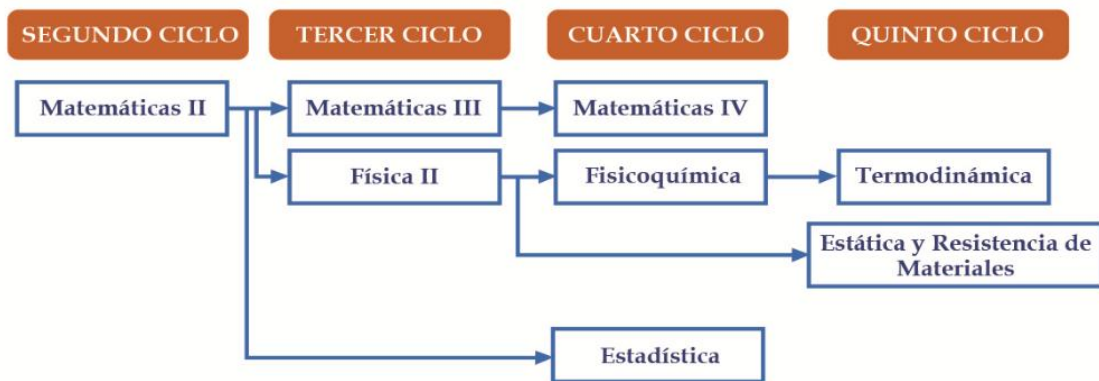 SEGUNDO CICLO
TERCER CICLO
CUARTO CICLO
QUINTO CICLO
Matemáticas II
Matemáticas III
Matemáticas IV
Física II
Fisicoquímica
Termodinámica
Estática y Resistencia de
Materiales
Estadística